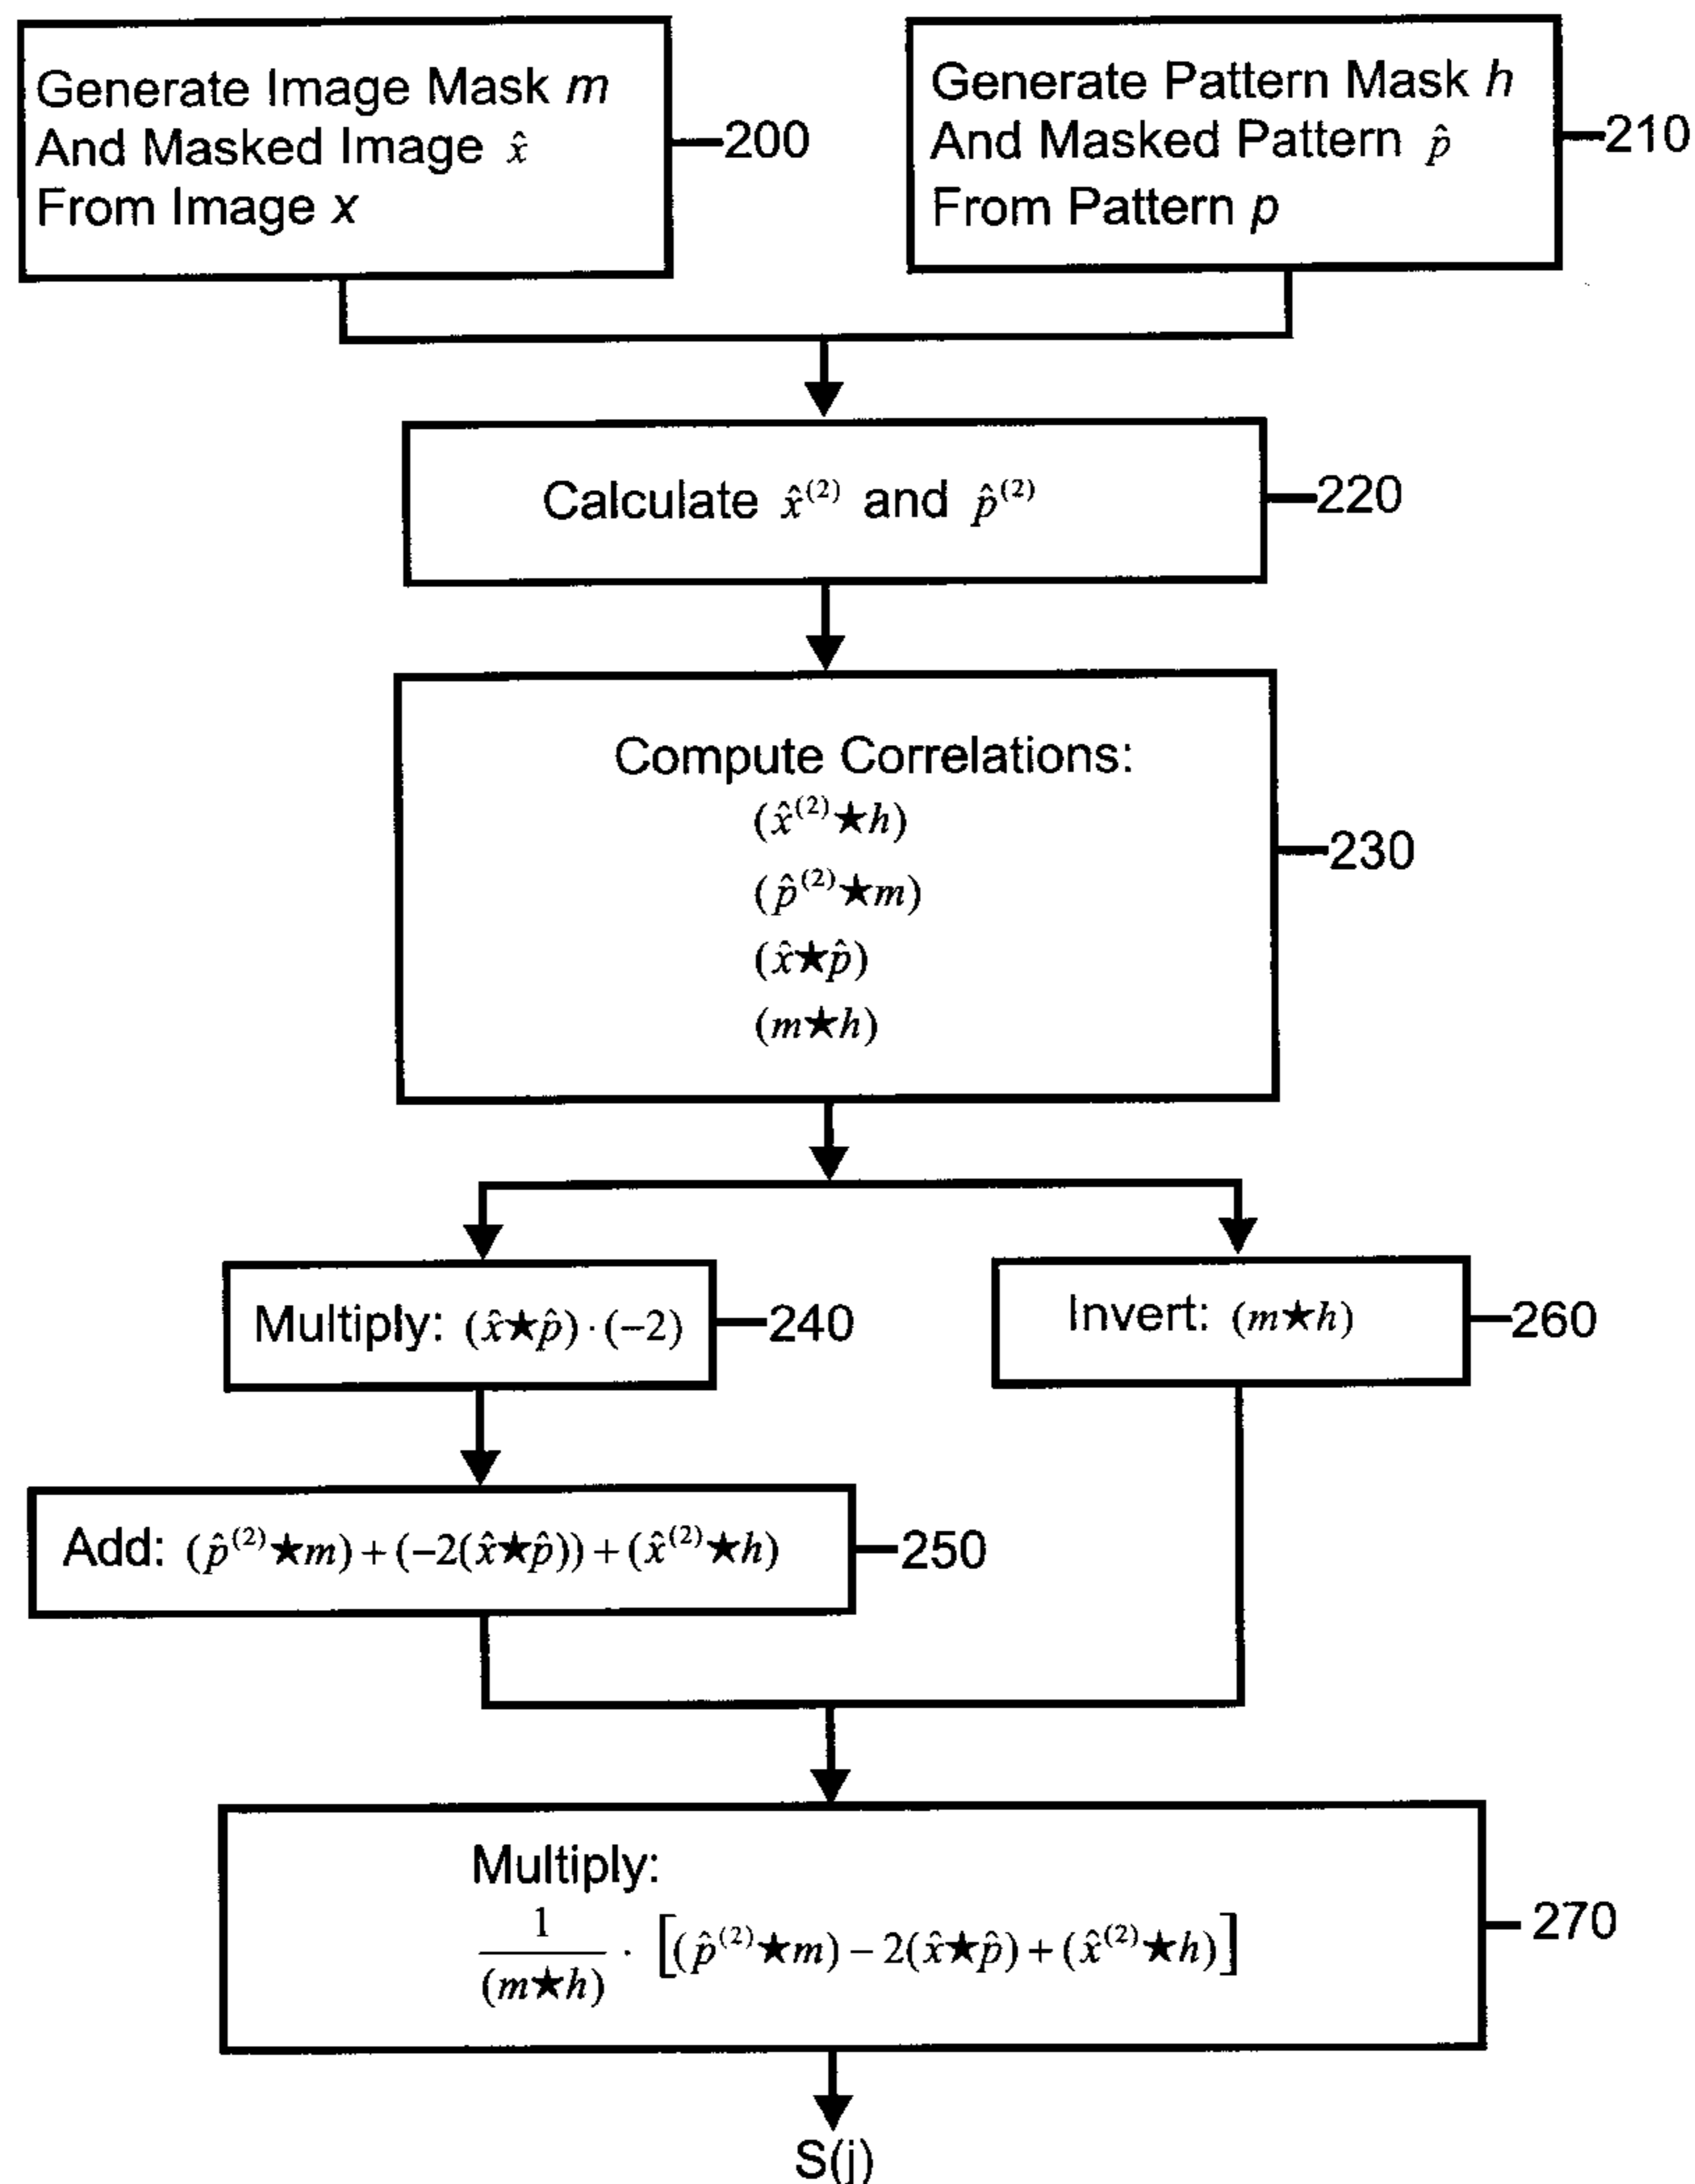 Generate Image Mask m
And Masked Image x̂
From Image x
200
Generate Pattern Mask h
And Masked Pattern p̂
From Pattern p
210
Calculate x̂⁽²⁾ and p̂⁽²⁾
220
Compute Correlations:
(x̂⁽²⁾★h)
(p̂⁽²⁾★m)
(x̂★p̂)
(m★h)
230
Multiply: (x̂★p̂)·(−2)
240
Invert: (m★h)
260
Add: (p̂⁽²⁾★m)+(−2(x̂★p̂))+(x̂⁽²⁾★h)
250
Multiply:
1/(m★h) · [(p̂⁽²⁾★m)−2(x̂★p̂)+(x̂⁽²⁾★h)]
270
S(j)